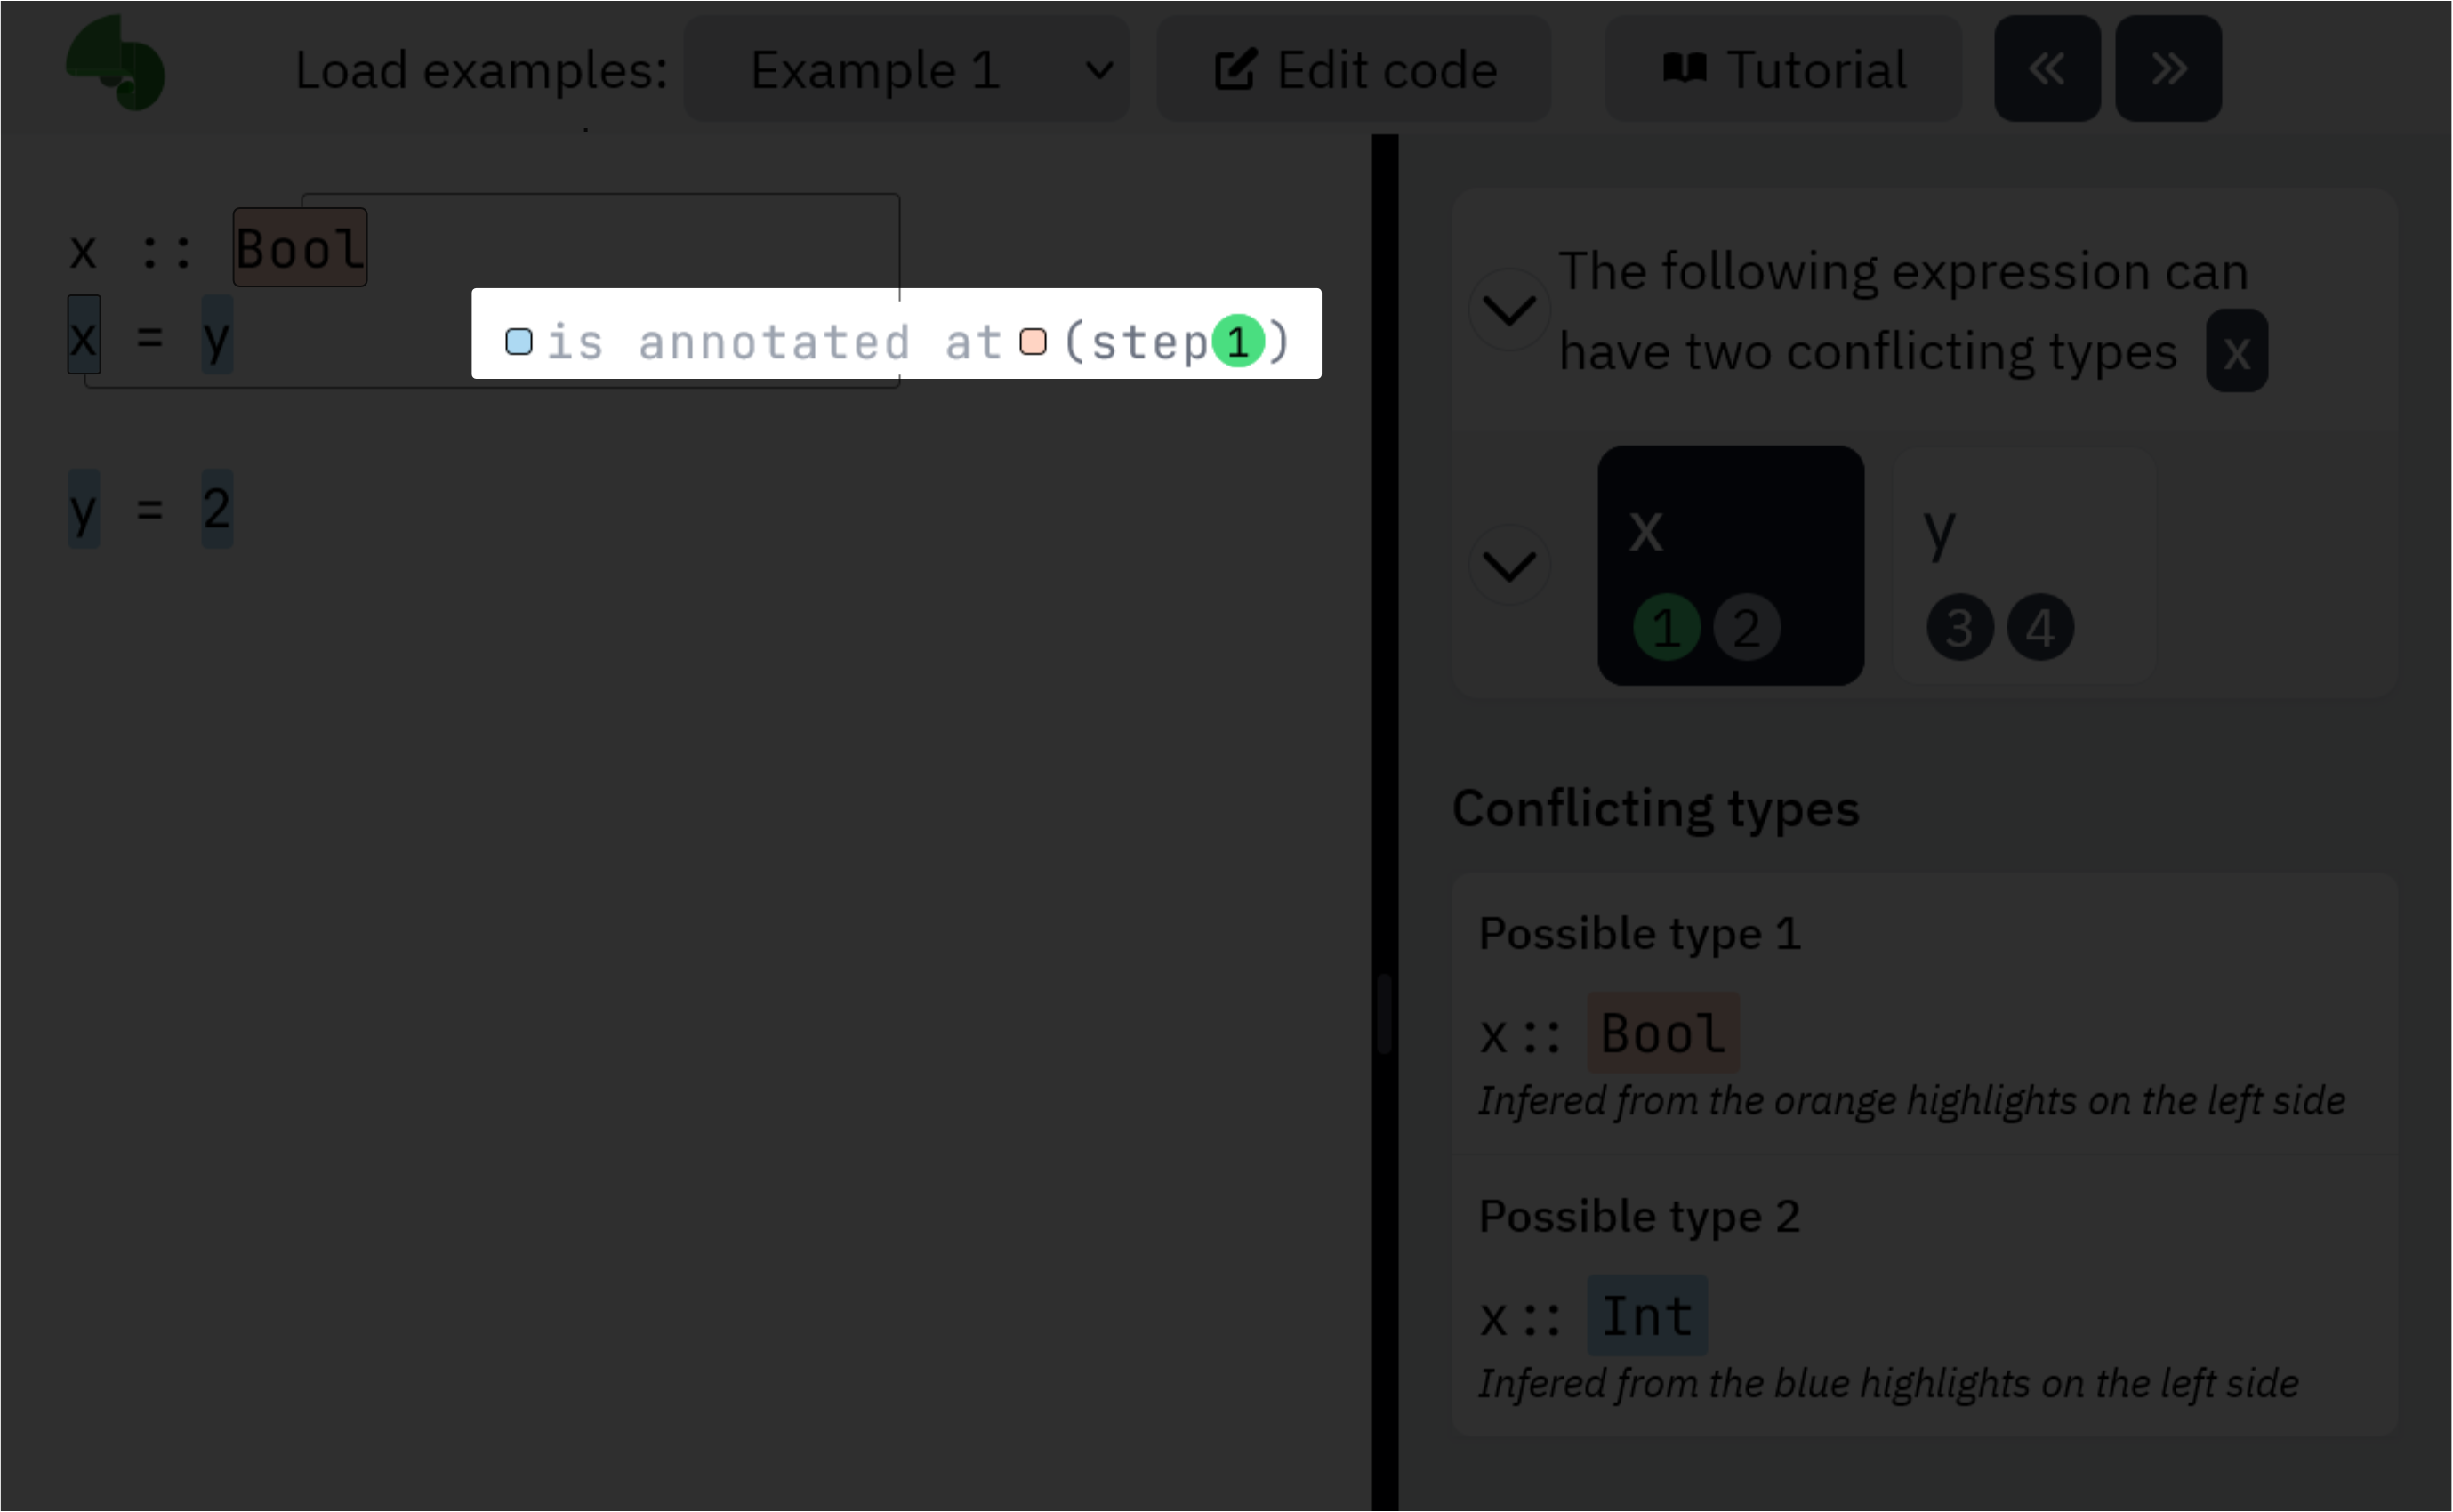 Load examples: Example 1 Edit code Tutorial
x :: Bool
x = y
is annotated at (step 1)
y = 2
The following expression can
have two conflicting types x
x y
1 2 3 4
Conflicting types
Possible type 1
x :: Bool
Infered from the orange highlights on the left side
Possible type 2
x :: Int
Infered from the blue highlights on the left side